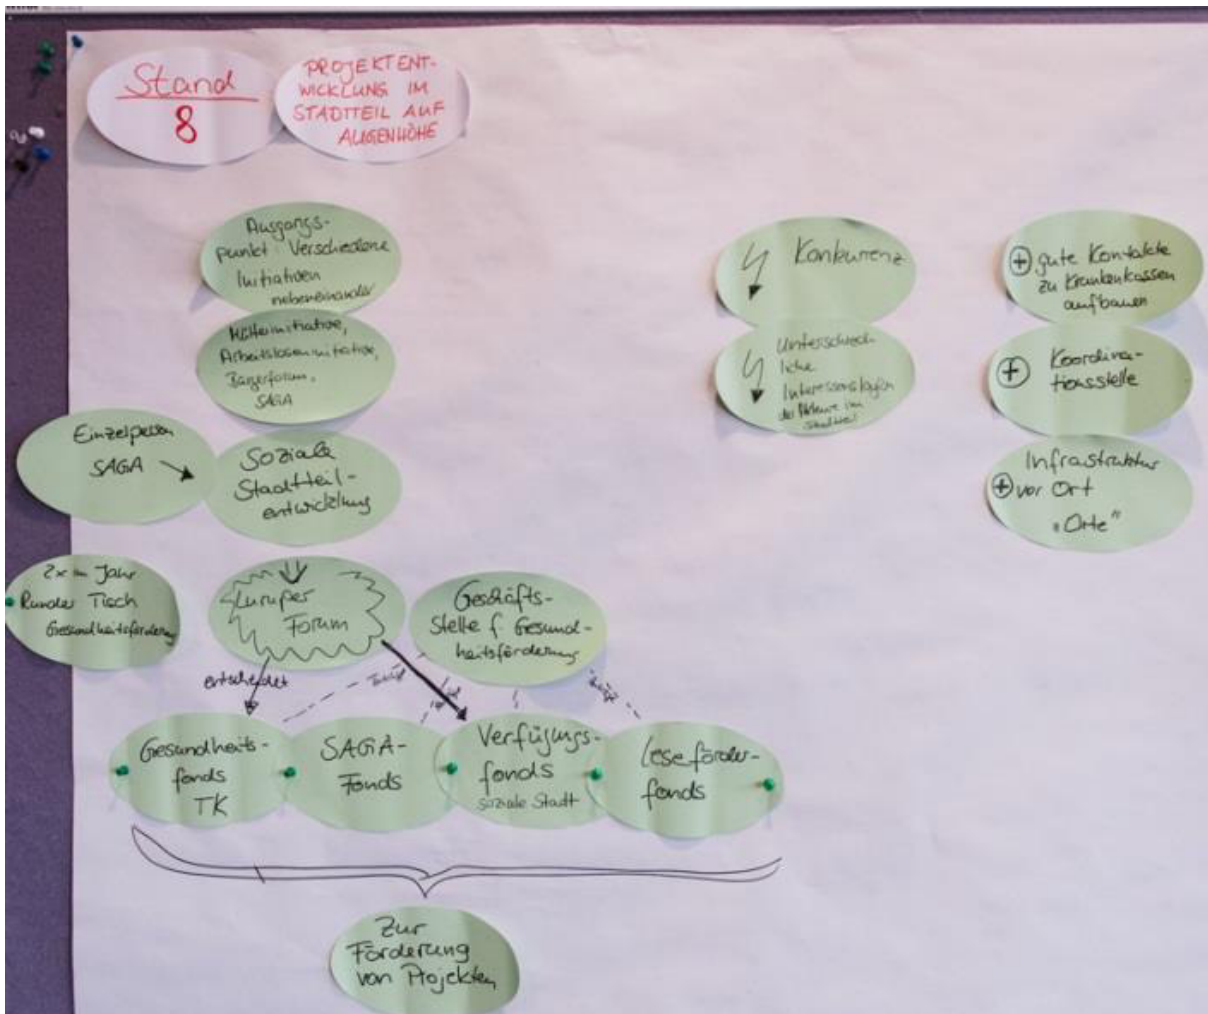 Stand
8
PROJEKTENT-
WICKLUNG IM
STADTTEIL AUF
AUGENHÖHE
Ausgangs-
punkt Verschiedene
Initiativen
nebeneinander
Mütterinitiative,
Arbeitsloseninitiative,
Bürgerforum,
SAGA
Einzelperson
SAGA
Soziale
Stadtteil-
entwicklung
2x im Jahr
Runder Tisch
Gesundheitsförderung
Luruper
Forum
Geschäfts-
stelle f. Gesund-
heitsförderung
entscheidet
Gesundheits-
fonds
TK
SAGA-
Fonds
Verfügungs-
fonds
soziale Stadt
Leseförder-
fonds
Zur
Förderung
von Projekten
Konkurrenz
Unterschied
liche
Interessenslagen
der Akteure im
Stadtteil
+ gute Kontakte
zu Krankenkassen
aufbauen
+ Koordina-
tionsstelle
Infrastruktur
+ vor Ort
"Orte"